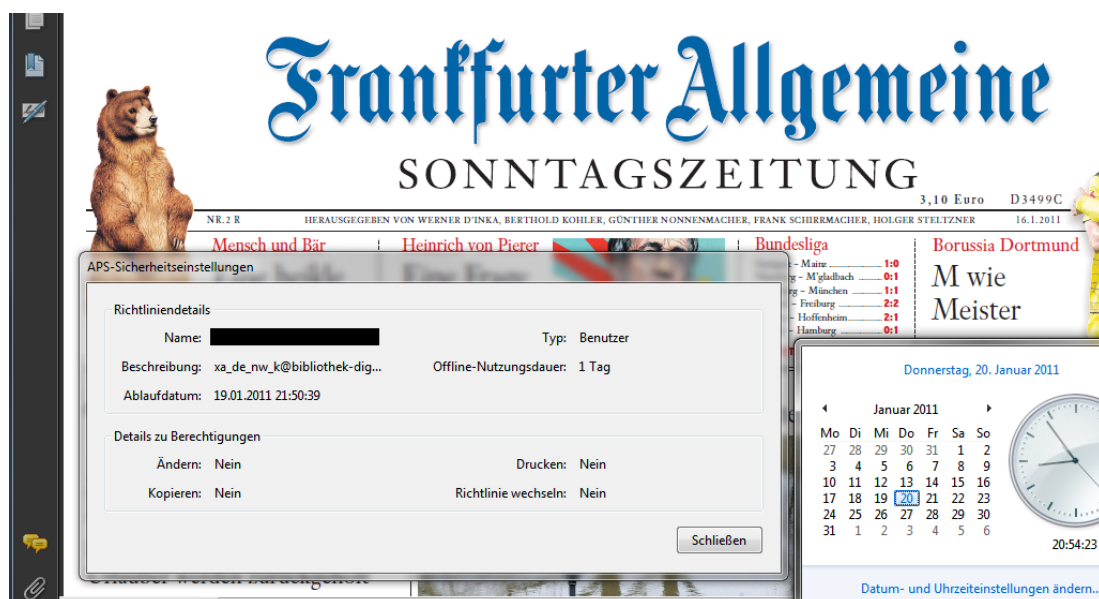 Frankfurter Allgemeine
SONNTAGSZEITUNG
3,10 Euro D3499C
NR.2 R HERAUSGEGEBEN VON WERNER D'INKA, BERTHOLD KOHLER, GÜNTHER NONNENMACHER, FRANK SCHIRRMACHER, HOLGER STELTZNER 16.1.2011
Mensch und Bär
Heinrich von Pierer
Eine Frage
Bundesliga
– Mainz 1:0
– M'gladbach 0:1
– München 1:1
– Freiburg 2:2
– Hoffenheim 2:1
– Hamburg 0:1
Borussia Dortmund
M wie
Meister
APS-Sicherheitseinstellungen
Richtliniendetails
Name:
Typ: Benutzer
Beschreibung: xa_de_nw_k@bibliothek-dig...
Offline-Nutzungsdauer: 1 Tag
Ablaufdatum: 19.01.2011 21:50:39
Details zu Berechtigungen
Ändern: Nein
Drucken: Nein
Kopieren: Nein
Richtlinie wechseln: Nein
Schließen
Donnerstag, 20. Januar 2011
Januar 2011
Mo Di Mi Do Fr Sa So
27 28 29 30 31 1 2
3 4 5 6 7 8 9
10 11 12 13 14 15 16
17 18 19 20 21 22 23
24 25 26 27 28 29 30
31 1 2 3 4 5 6
20:54:23
Datum- und Uhrzeiteinstellungen ändern...